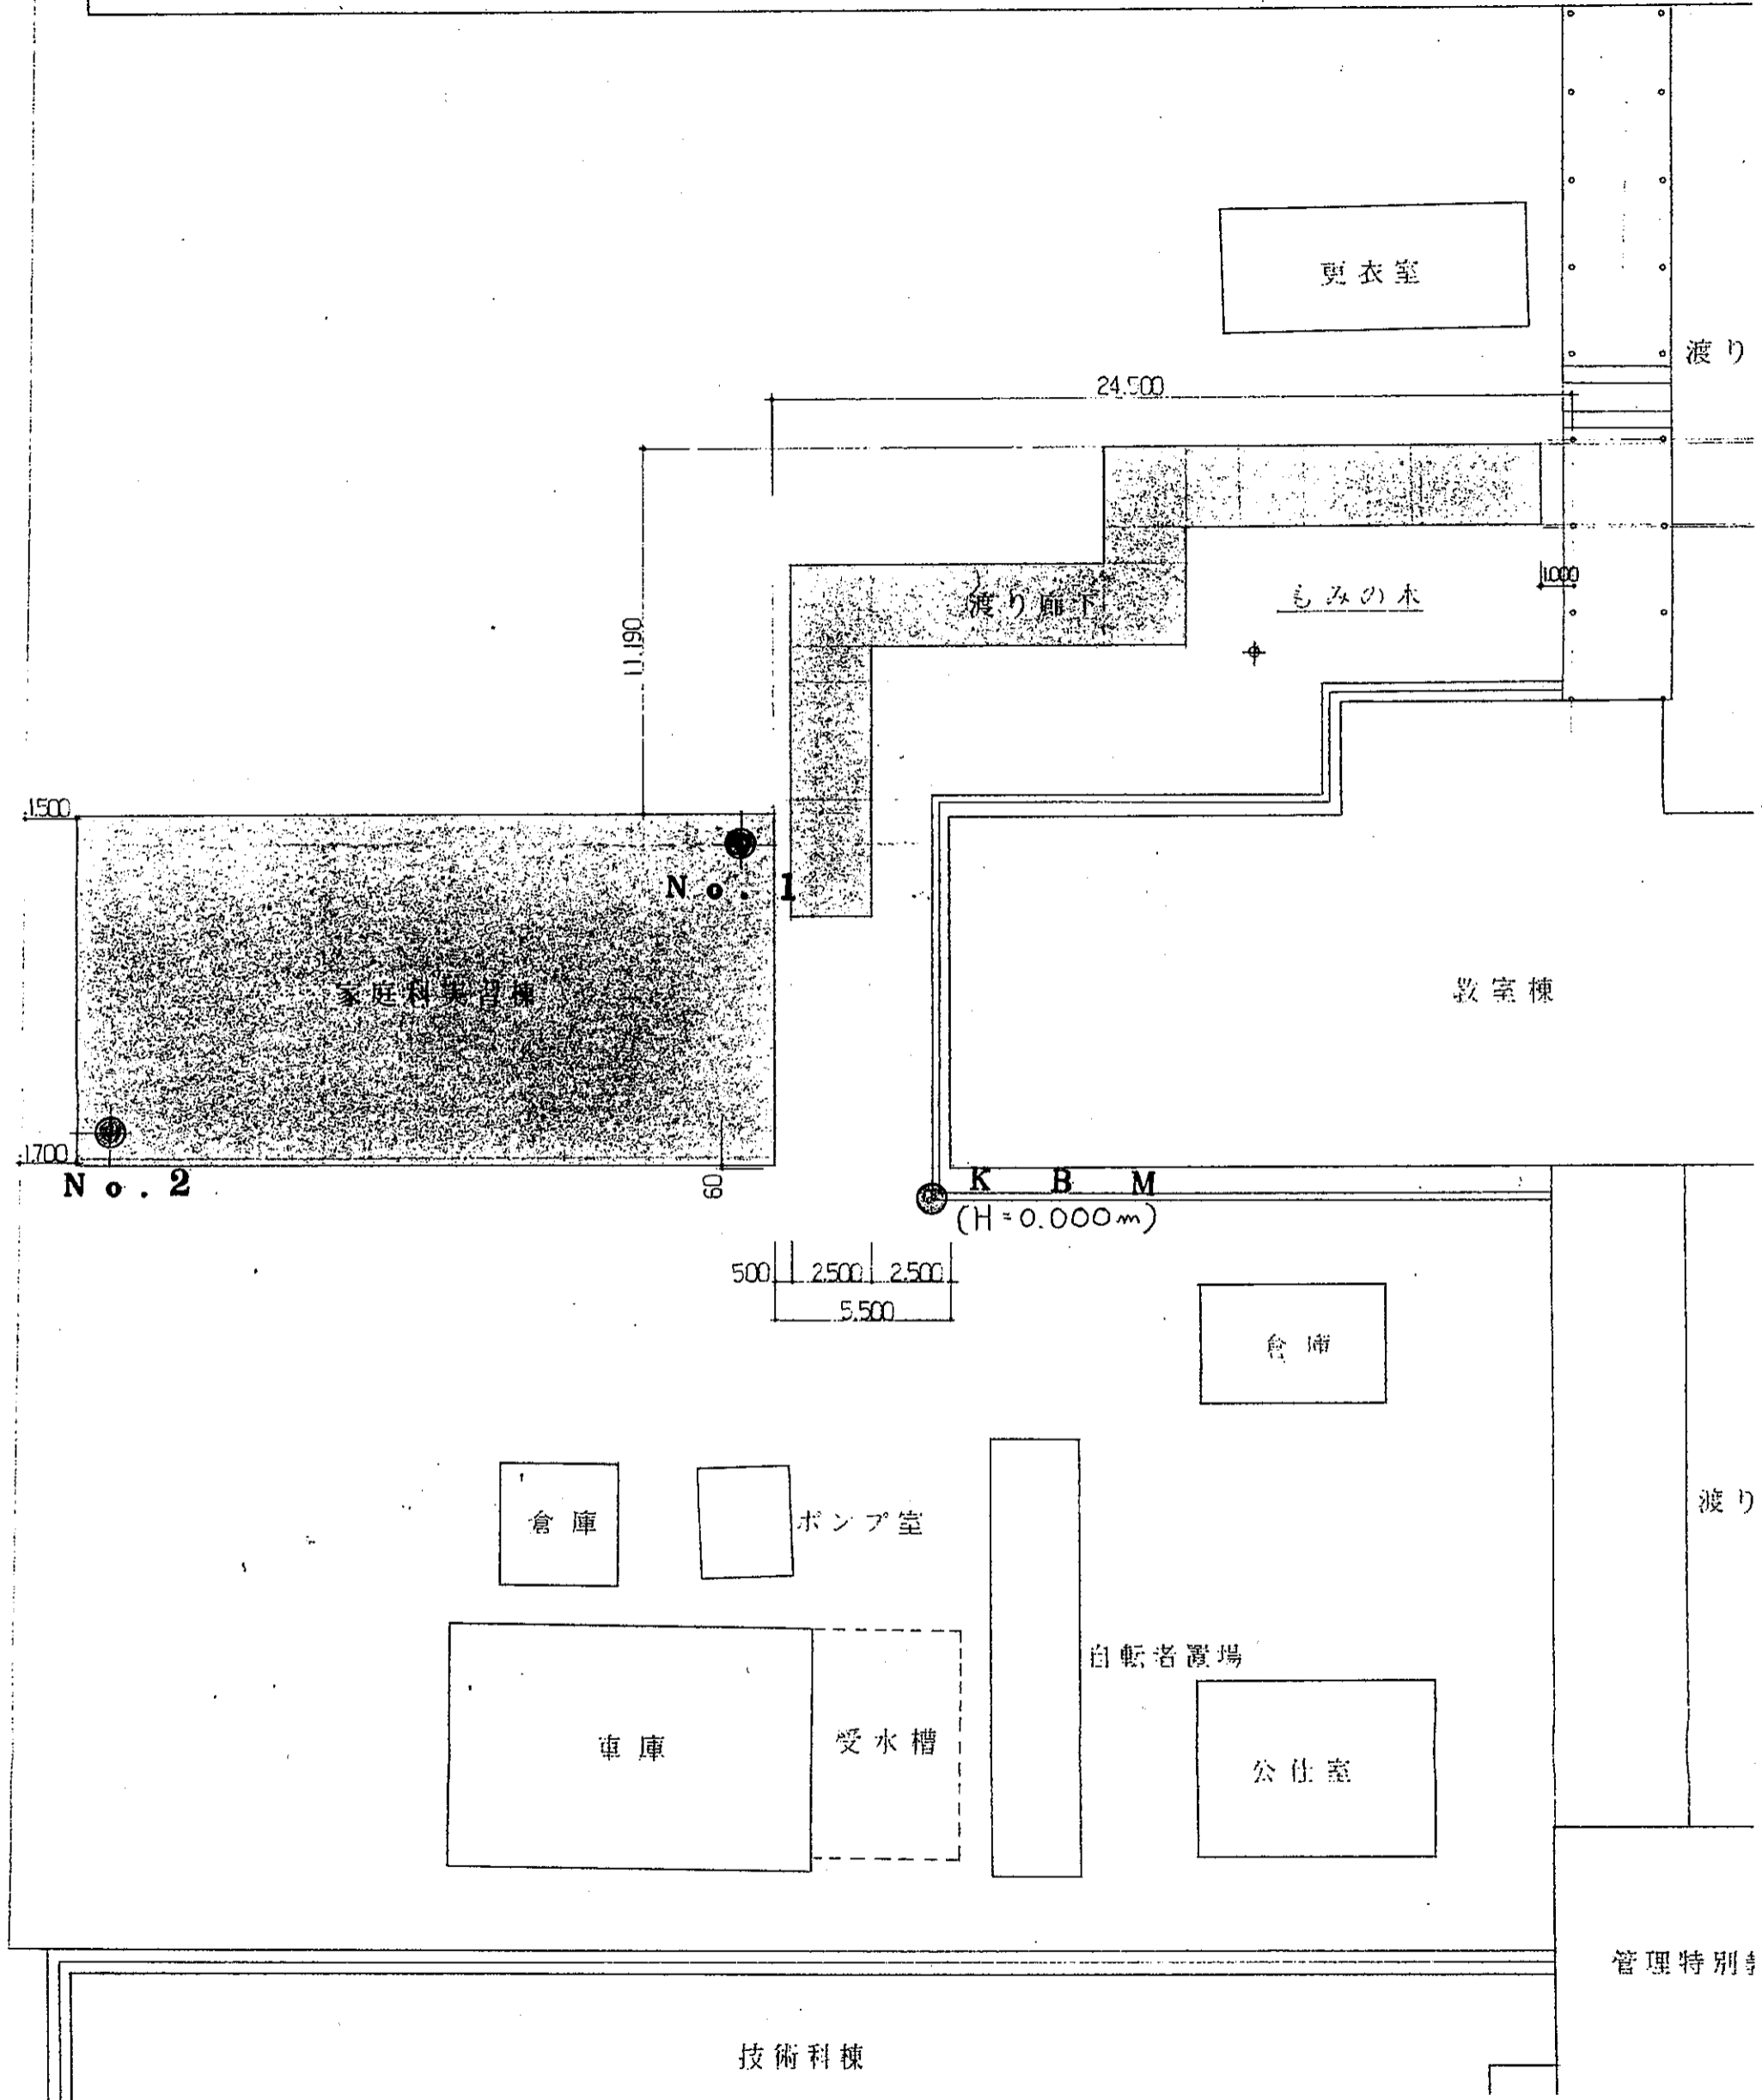 更衣室
渡り
24.500
渡り廊下
もみの木
1.000
11.190
1.500
No. 1
家庭科実習棟
教室棟
1.700
No. 2
60
K B M
(H=0.000m)
500 2.500 2.500
5.500
倉庫
倉庫
ポンプ室
渡り
自転者置場
車庫
受水槽
公仕室
管理特別
技術科棟